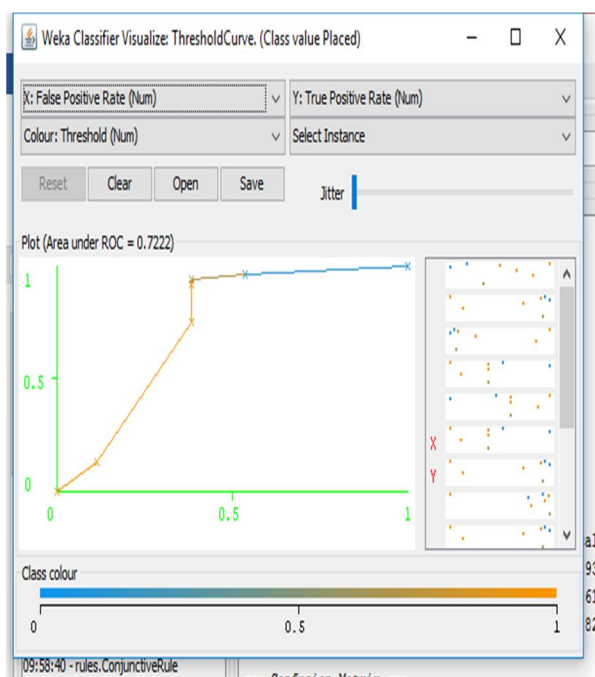 Weka Classifier Visualize: ThresholdCurve. (Class value Placed)
X: False Positive Rate (Num)
Y: True Positive Rate (Num)
Colour: Threshold (Num)
Select Instance
Reset
Clear
Open
Save
Jitter
Plot (Area under ROC = 0.7222)
1
0.5
0
0
0.5
1
X
Y
Class colour
0
0.5
1
09:58:40 - rules.ConjunctiveRule